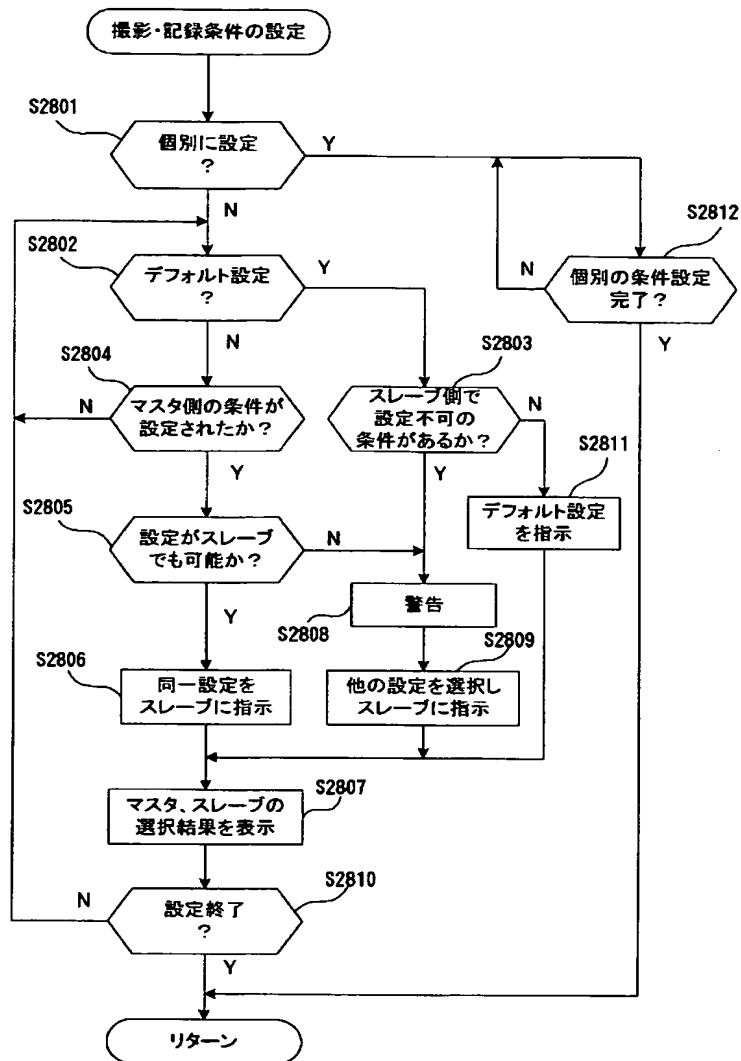 撮影・記録条件の設定
S2801
個別に設定
?
Y
N
S2812
個別の条件設定
完了?
N
Y
S2802
デフォルト設定
?
Y
N
S2804
マスタ側の条件が
設定されたか?
N
Y
S2803
スレーブ側で
設定不可の
条件があるか?
N
Y
S2811
デフォルト設定
を指示
S2805
設定がスレーブ
でも可能か?
N
Y
S2808
警告
S2806
同一設定を
スレーブに指示
S2809
他の設定を選択し
スレーブに指示
S2807
マスタ、スレーブの
選択結果を表示
S2810
設定終了
?
N
Y
リターン